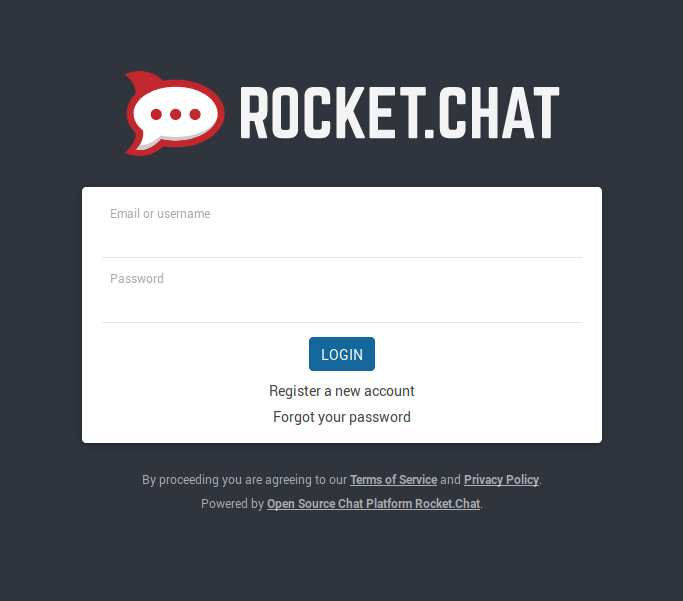 ROCKET.CHAT
Email or username
Password
LOGIN
Register a new account
Forgot your password
By proceeding you are agreeing to our Terms of Service and Privacy Policy.
Powered by Open Source Chat Platform Rocket.Chat.